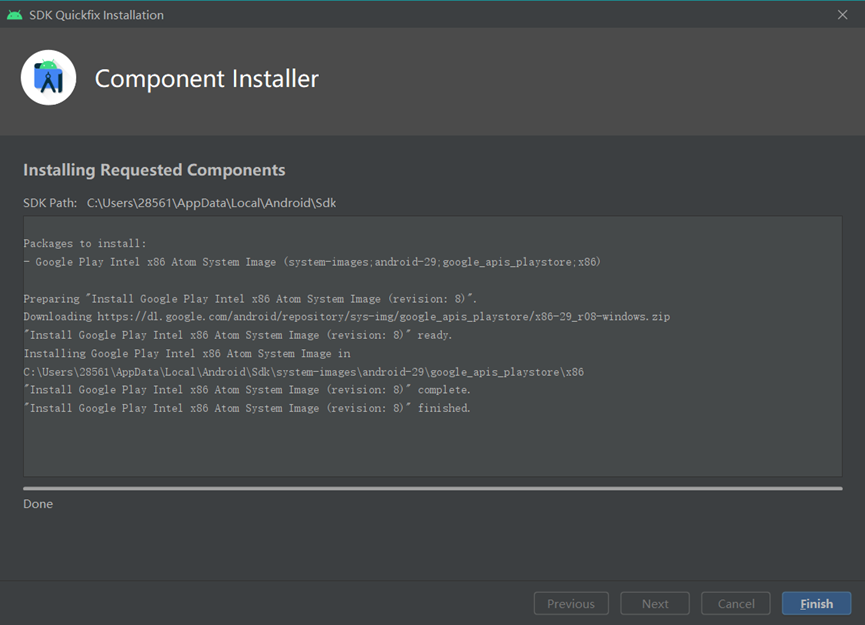 SDK Quickfix Installation
Component Installer
Installing Requested Components
SDK Path: C:\Users\28561\AppData\Local\Android\Sdk
Packages to install:
- Google Play Intel x86 Atom System Image (system-images;android-29;google_apis_playstore;x86)
Preparing "Install Google Play Intel x86 Atom System Image (revision: 8)".
Downloading https://dl.google.com/android/repository/sys-img/google_apis_playstore/x86-29_r08-windows.zip
"Install Google Play Intel x86 Atom System Image (revision: 8)" ready.
Installing Google Play Intel x86 Atom System Image in
C:\Users\28561\AppData\Local\Android\Sdk\system-images\android-29\google_apis_playstore\x86
"Install Google Play Intel x86 Atom System Image (revision: 8)" complete.
"Install Google Play Intel x86 Atom System Image (revision: 8)" finished.
Done
Previous Next Cancel Finish